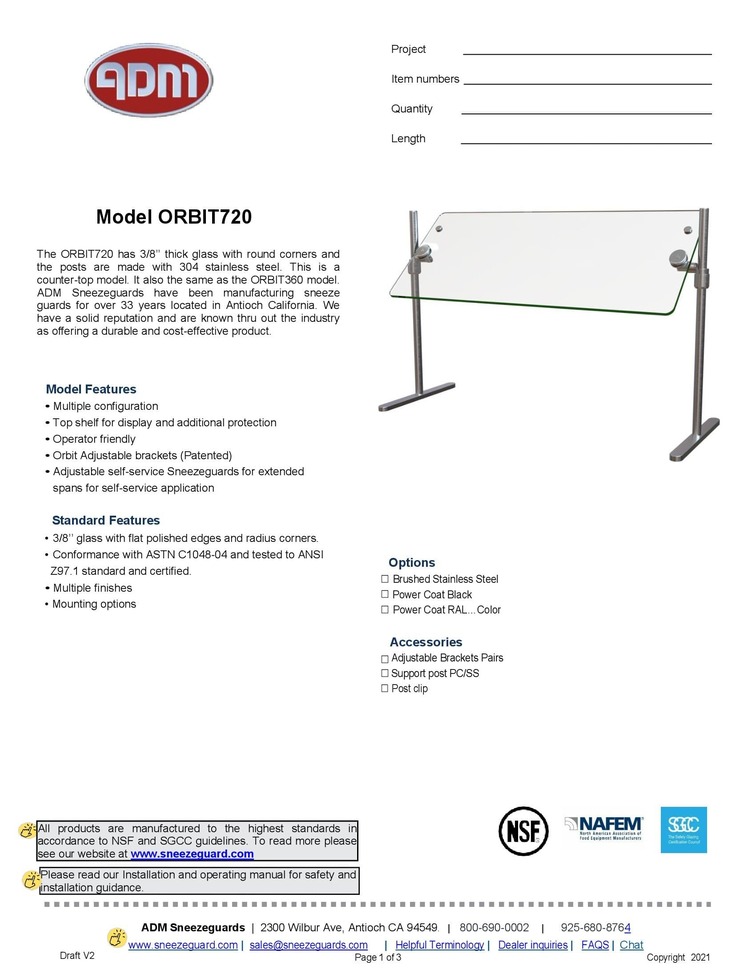 ADM
Project
Item numbers
Quantity
Length
Model ORBIT720
The ORBIT720 has 3/8’’ thick glass with round corners and
the posts are made with 304 stainless steel. This is a
counter-top model. It also the same as the ORBIT360 model.
ADM Sneezeguards have been manufacturing sneeze
guards for over 33 years located in Antioch California. We
have a solid reputation and are known thru out the industry
as offering a durable and cost-effective product.
Model Features
• Multiple configuration
• Top shelf for display and additional protection
• Operator friendly
• Orbit Adjustable brackets (Patented)
• Adjustable self-service Sneezeguards for extended
spans for self-service application
Standard Features
• 3/8’’ glass with flat polished edges and radius corners.
• Conformance with ASTN C1048-04 and tested to ANSI
Z97.1 standard and certified.
• Multiple finishes
• Mounting options
Options
☐ Brushed Stainless Steel
☐ Power Coat Black
☐ Power Coat RAL... Color
Accessories
☐ Adjustable Brackets Pairs
☐ Support post PC/SS
☐ Post clip
All products are manufactured to the highest standards in
accordance to NSF and SGCC guidelines. To read more please
see our website at www.sneezeguard.com
Please read our Installation and operating manual for safety and
installation guidance.
NSF
NAFEM
North American Association of
Food Equipment Manufacturers
SGCC
The Safety Glazing
Certification Council
ADM Sneezeguards | 2300 Wilbur Ave, Antioch CA 94549. | 800-690-0002 | 925-680-8764
www.sneezeguard.com | sales@sneezeguards.com | Helpful Terminology | Dealer inquiries | FAQS | Chat
Draft V2
Page 1 of 3
Copyright 2021